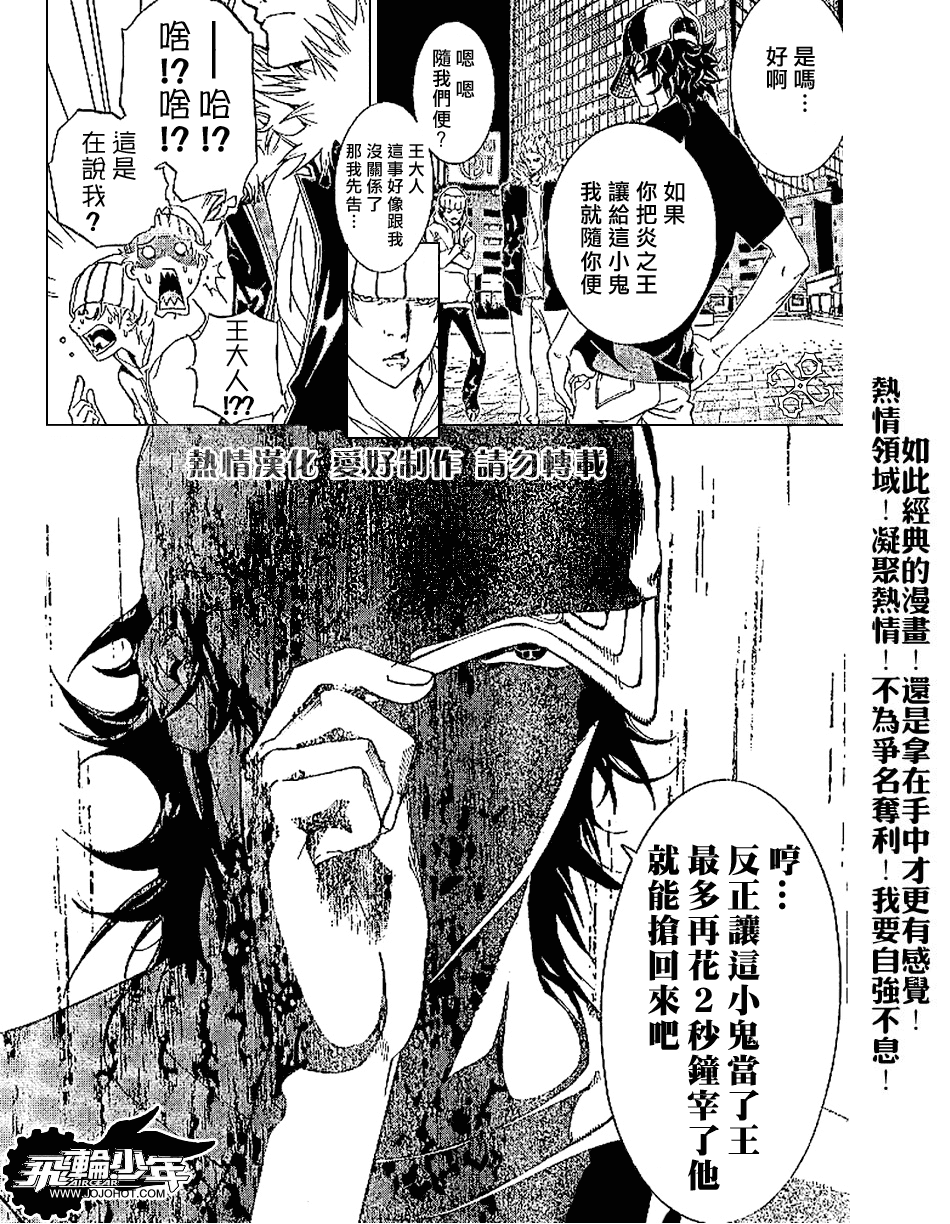 是嗎…
好啊
如果
你把炎之王
讓給這小鬼
我就隨你便
嗯嗯
隨我們便?
王大人
這事好像跟我
沒關係了
那我先告…
——哈!?
啥!?啥!?
這是
在說我?
王大人!??
熱情漢化 愛好制作 請勿轉載
哼…
反正讓這小鬼當了王
最多再花2秒鐘宰了他
就能搶回來吧
如此經典的漫畫!還是拿在手中才更有感覺!
熱情領域!凝聚熱情!不為爭名奪利!我要自強不息!
飛輪少年
AIRGEAR
WWW.JOJOHOT.COM